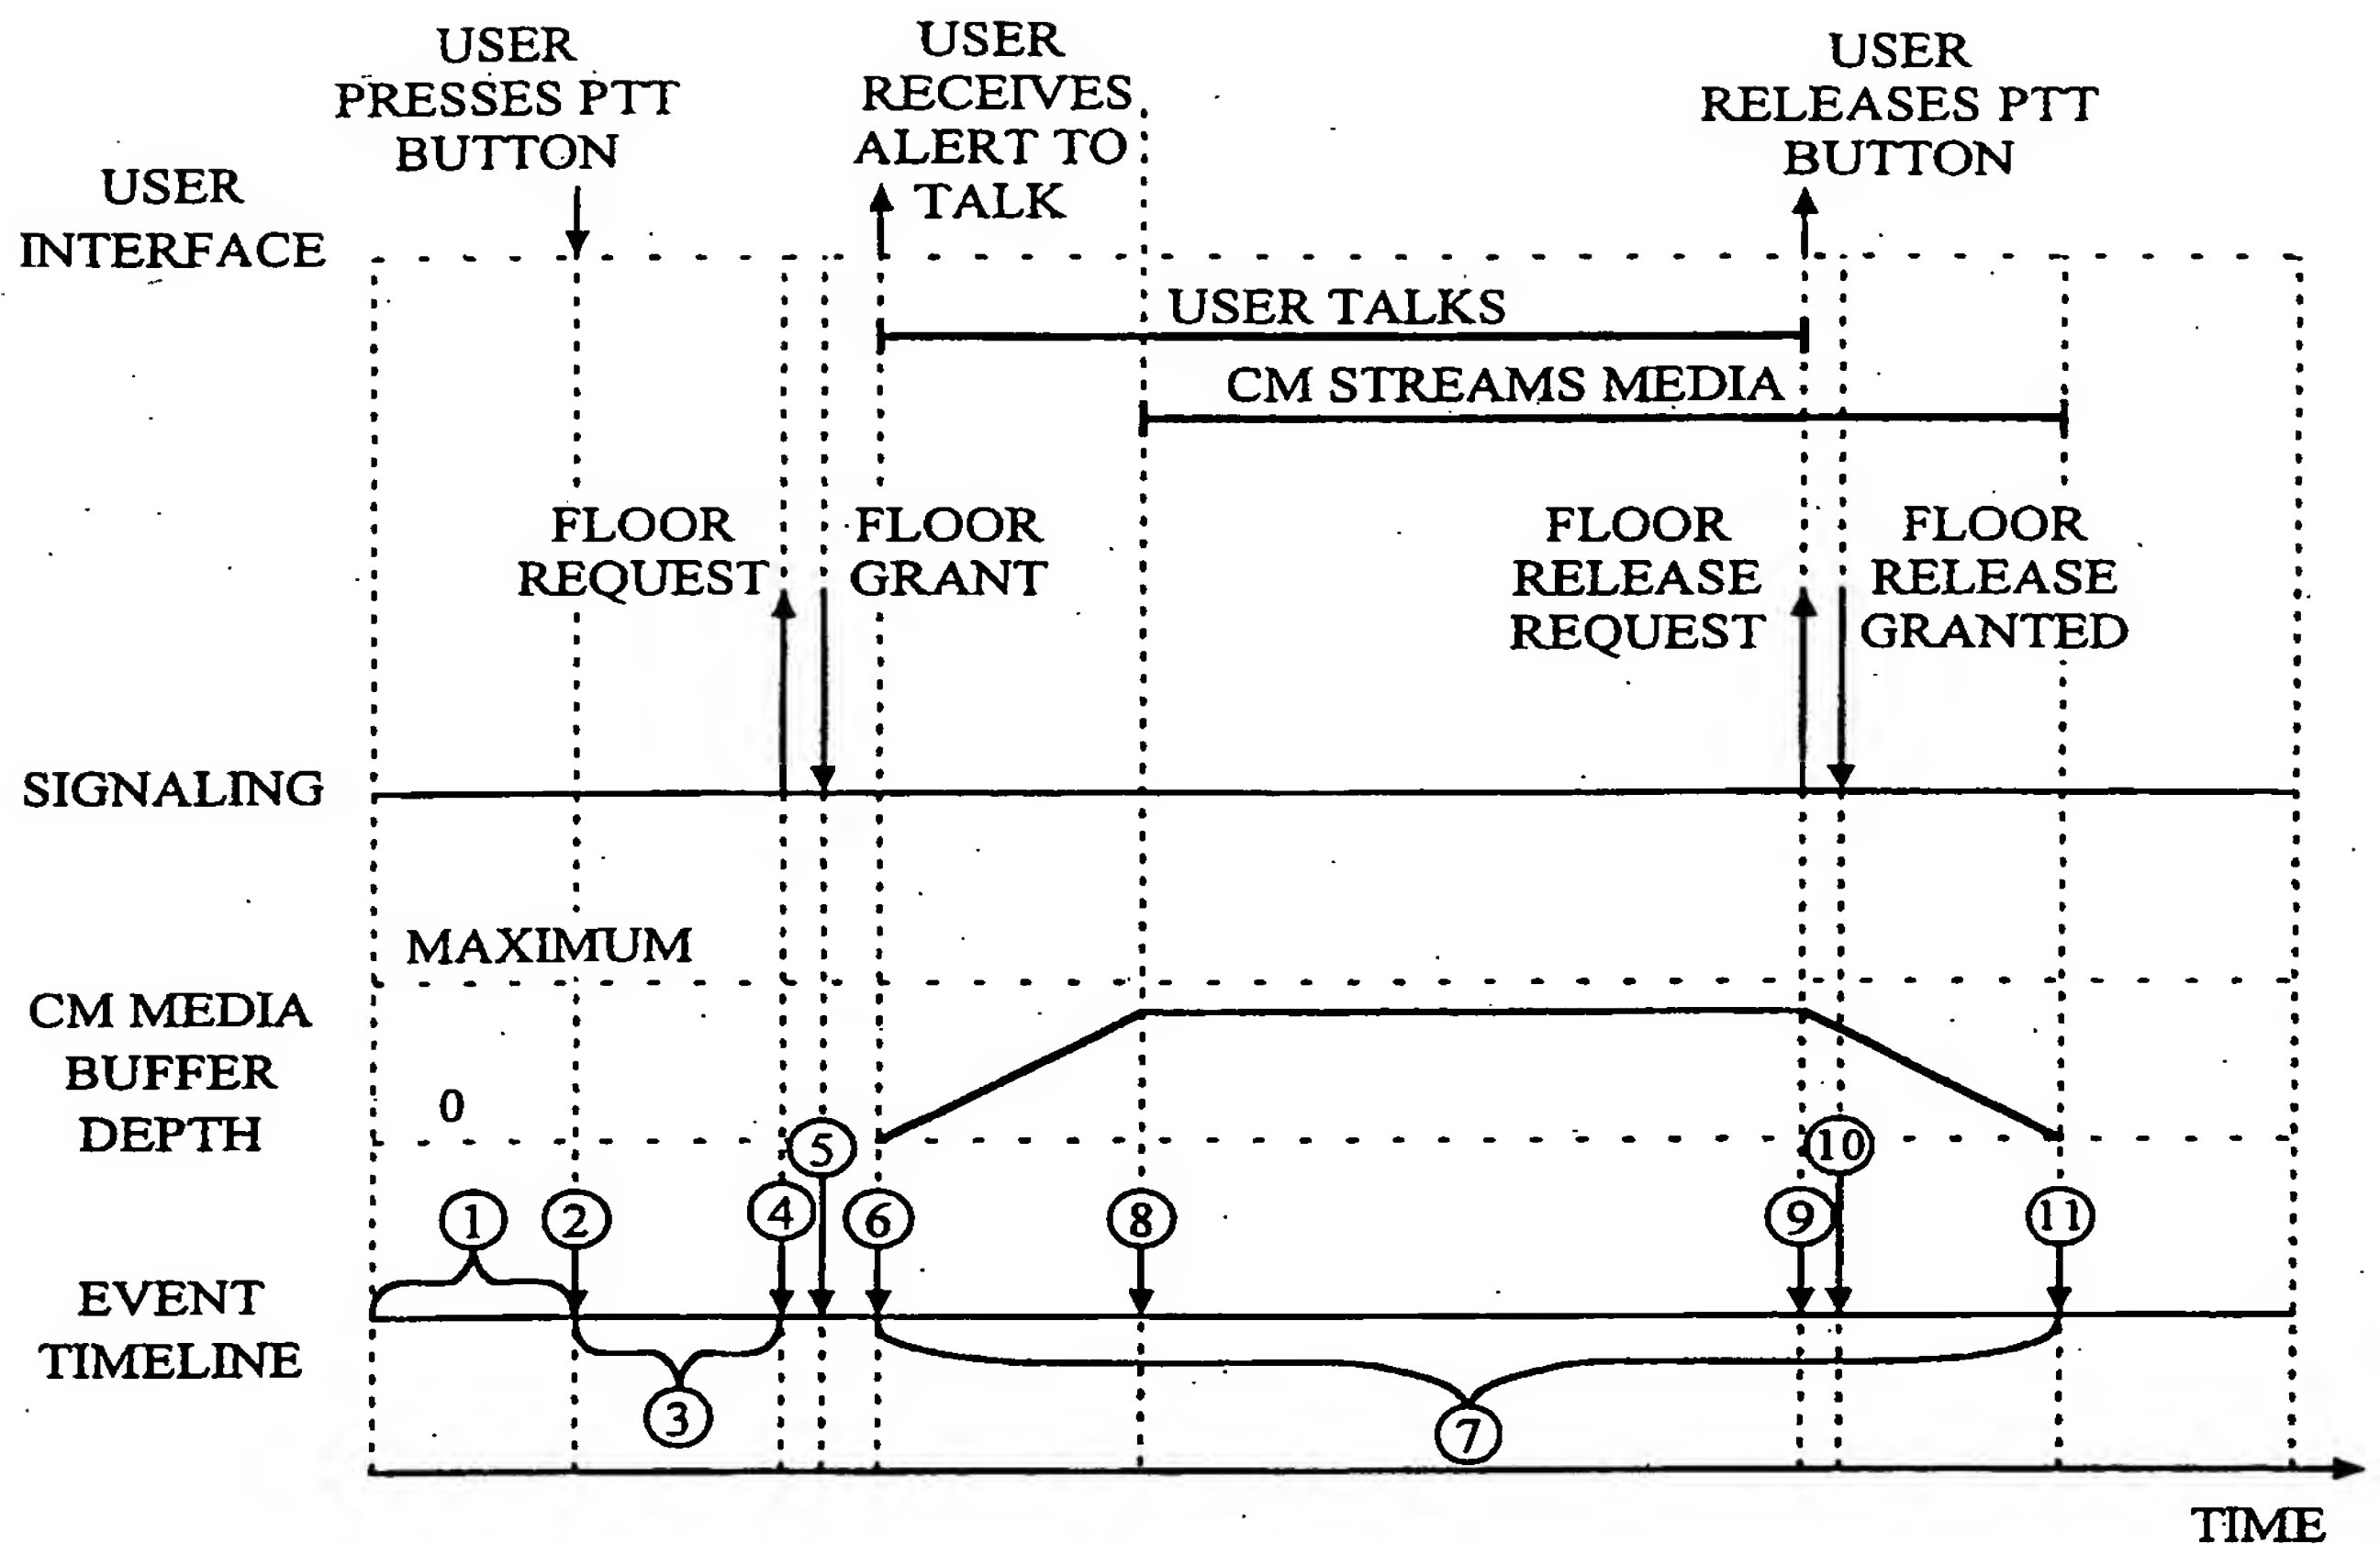 USER
PRESSES PTT
BUTTON
USER
RECEIVES
ALERT TO
TALK
USER
RELEASES PTT
BUTTON
USER
INTERFACE
USER TALKS
CM STREAMS MEDIA
FLOOR
REQUEST
FLOOR
GRANT
FLOOR
RELEASE
REQUEST
FLOOR
RELEASE
GRANTED
SIGNALING
MAXIMUM
CM MEDIA
BUFFER
DEPTH
0
5
10
1
2
4
6
8
9
11
EVENT
TIMELINE
3
7
TIME